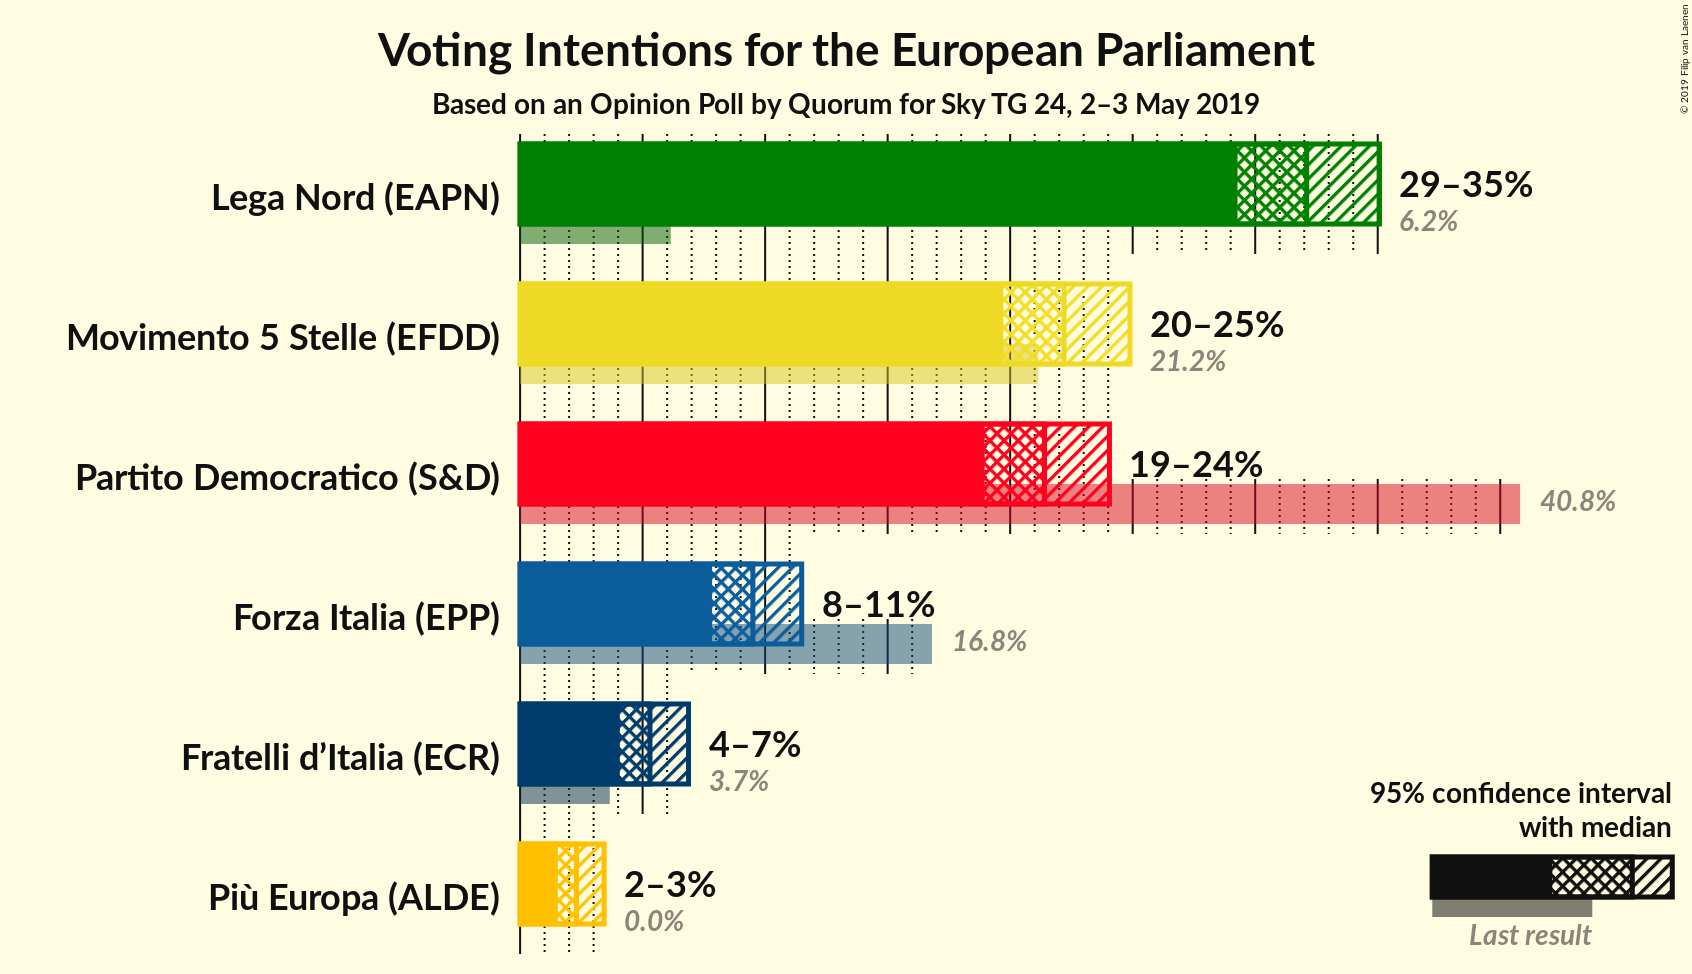 Voting Intentions for the European Parliament
Based on an Opinion Poll by Quorum for Sky TG 24, 2–3 May 2019
© 2019 Filip van Laenen
Lega Nord (EAPN)
29–35%
6.2%
Movimento 5 Stelle (EFDD)
20–25%
21.2%
Partito Democratico (S&D)
19–24%
40.8%
Forza Italia (EPP)
8–11%
16.8%
Fratelli d’Italia (ECR)
4–7%
3.7%
Più Europa (ALDE)
2–3%
0.0%
95% confidence interval
with median
Last result